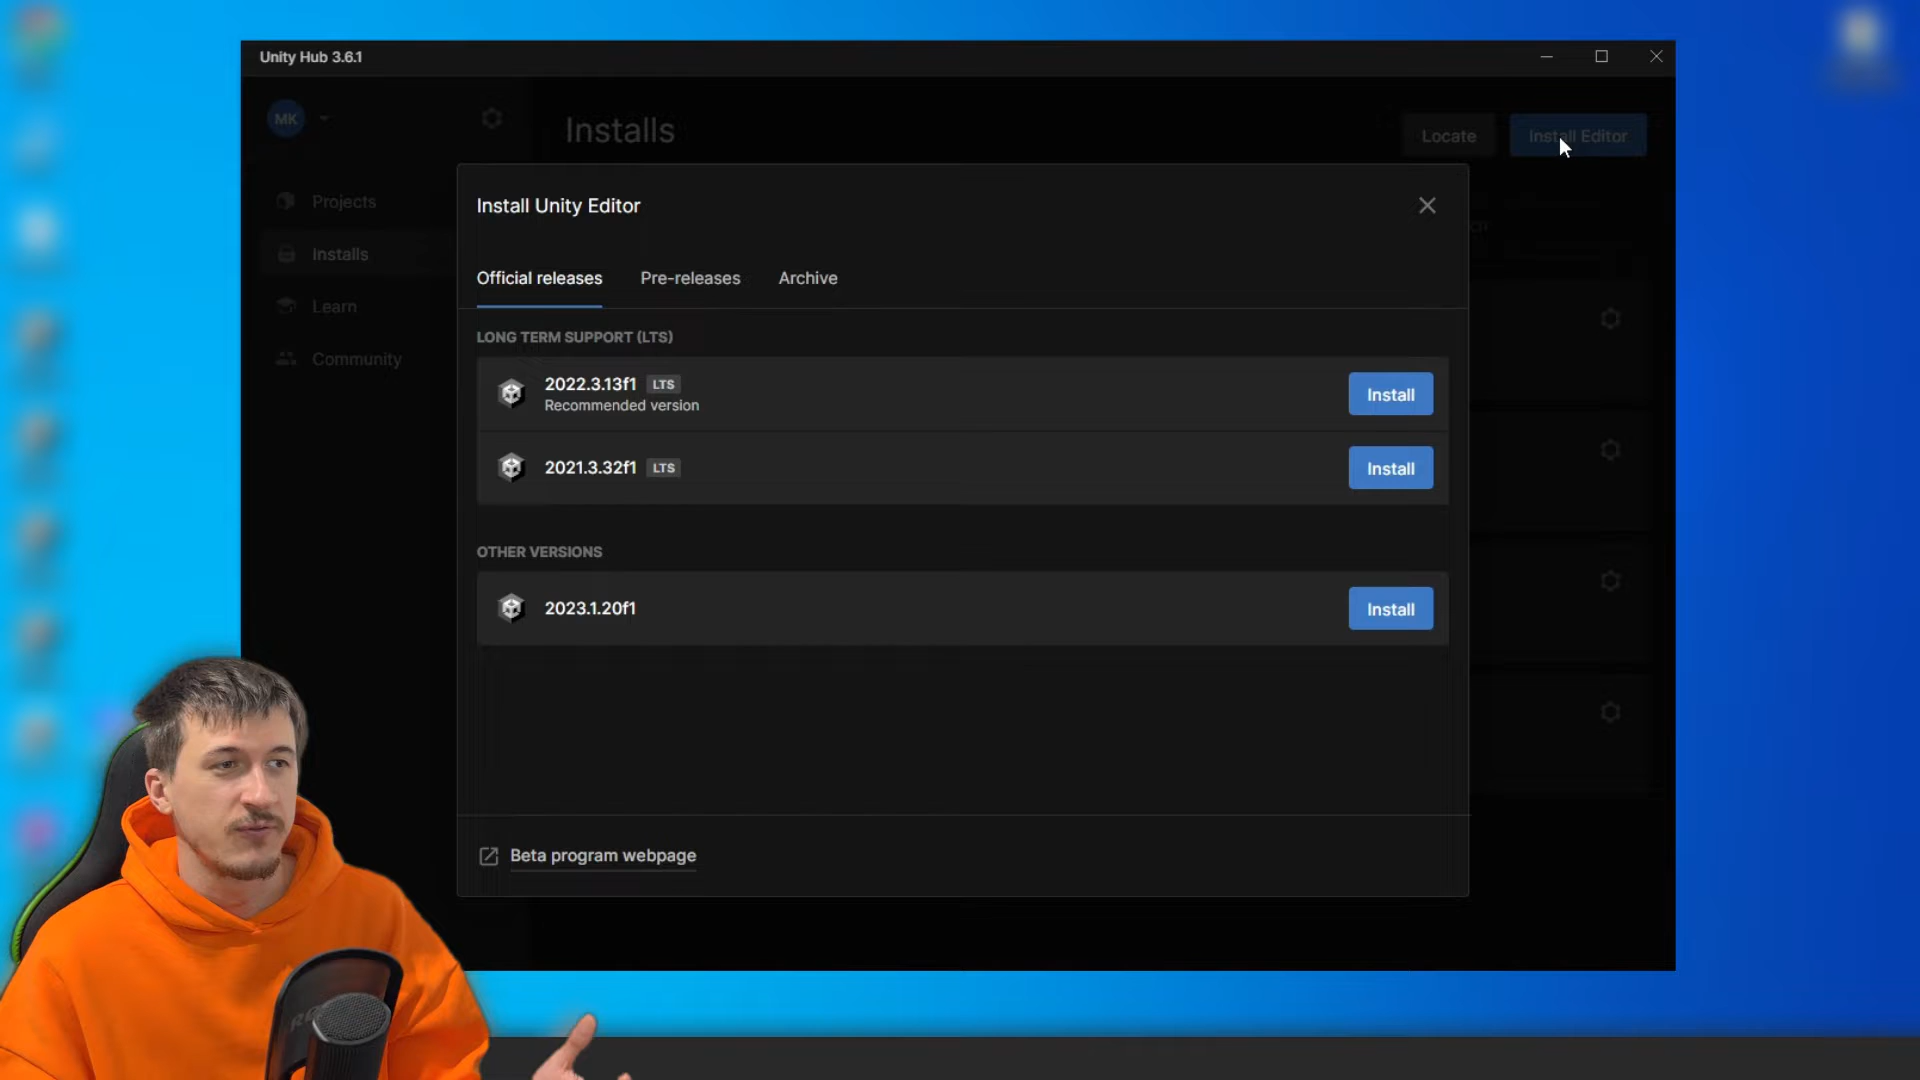 Unity Hub 3.6.1
MK
Installs
Locate
Install Editor
Projects
Installs
Learn
Community
Install Unity Editor
Official releases
Pre-releases
Archive
LONG TERM SUPPORT (LTS)
2022.3.13f1 LTS
Recommended version
Install
2021.3.32f1 LTS
Install
OTHER VERSIONS
2023.1.20f1
Install
Beta program webpage